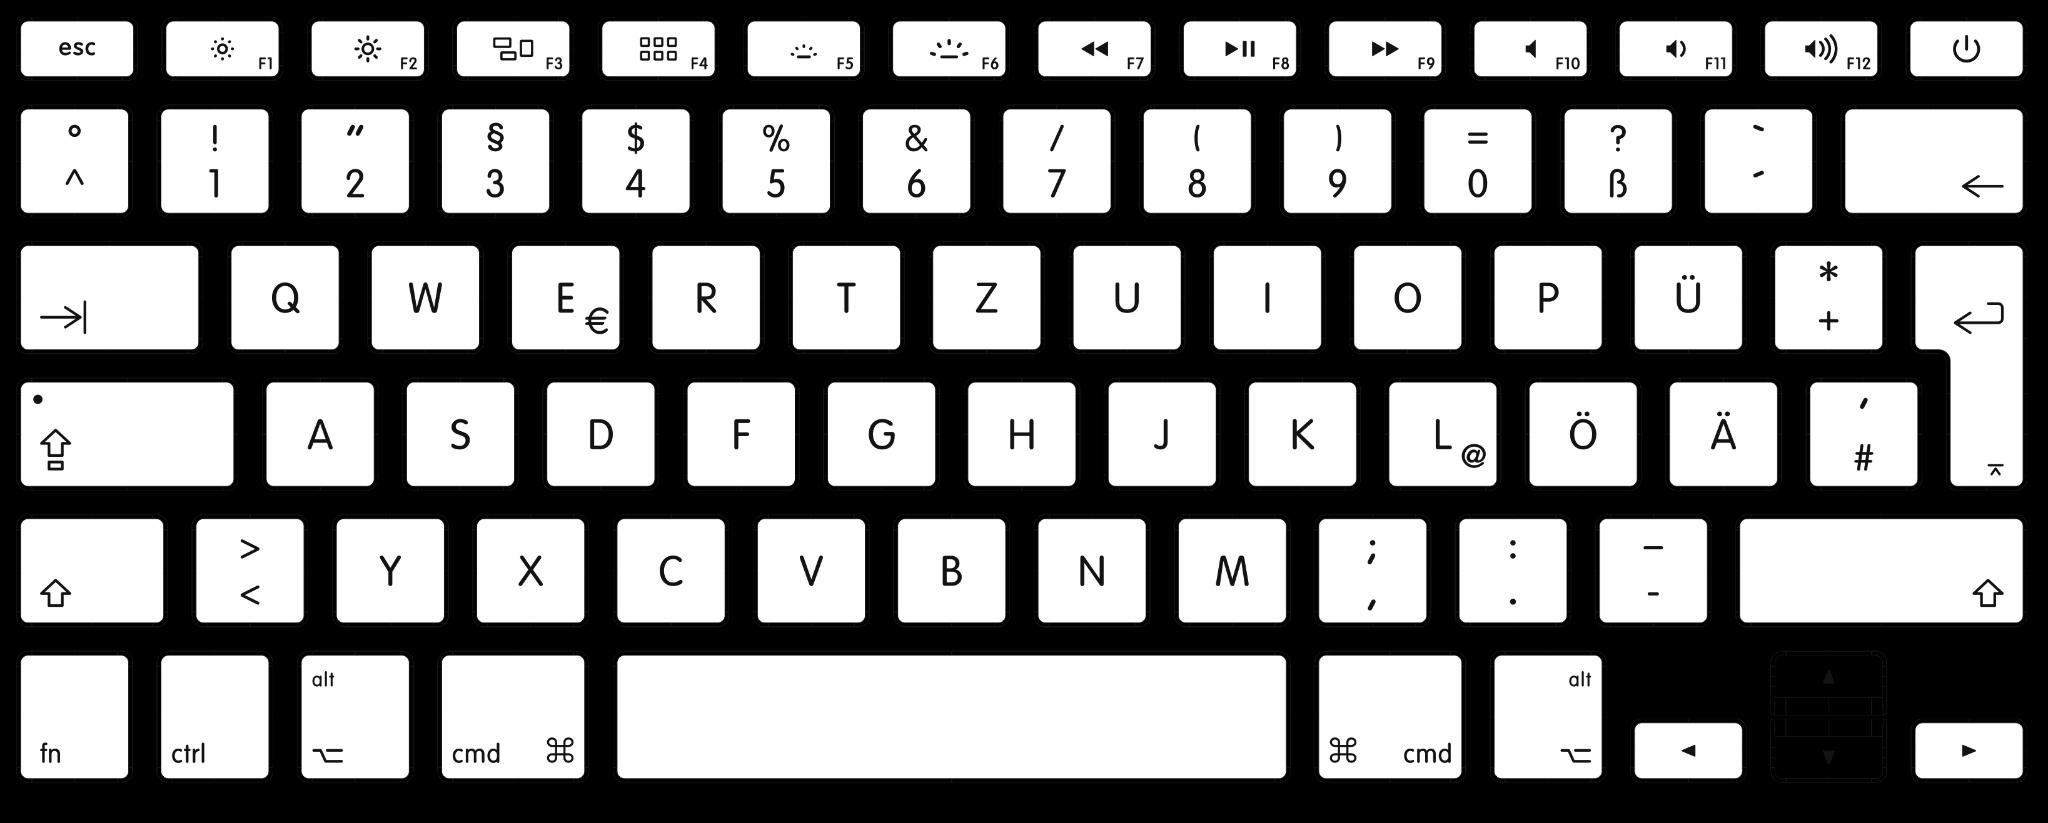 esc F1 F2 F3 F4 F5 F6 F7 F8 F9 F10 F11 F12
° ! " § $ % & / ( ) = ? `
^ 1 2 3 4 5 6 7 8 9 0 ß ´ ←
→| Q W E € R T Z U I O P Ü * +
A S D F G H J K L @ Ö Ä ' #
> < Y X C V B N M ; , : . – -
alt alt
fn ctrl ⌥ cmd ⌘ ⌘ cmd ⌥ ◀ ▶